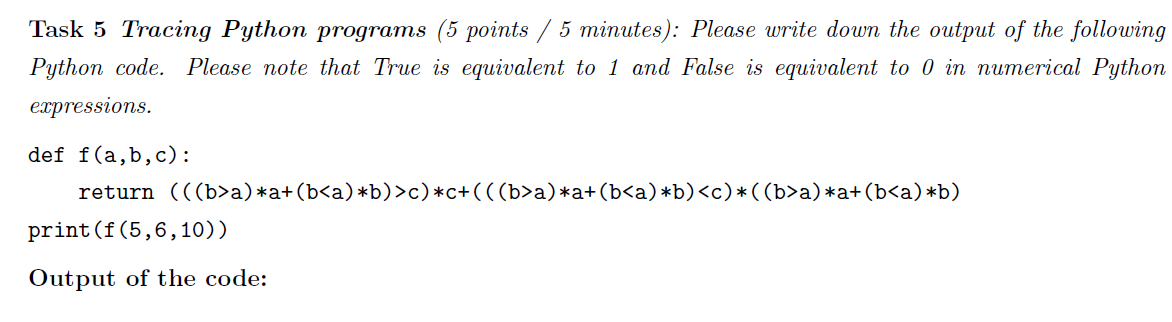 Task 5 Tracing Python programs (5 points / 5 minutes): Please write down the output of the following
Python code. Please note that True is equivalent to 1 and False is equivalent to 0 in numerical Python
expressions.
def f(a,b,c):
    return (((b>a)*a+(b<a)*b)>c)*c+(((b>a)*a+(b<a)*b)<c)*((b>a)*a+(b<a)*b)
print(f(5,6,10))
Output of the code: